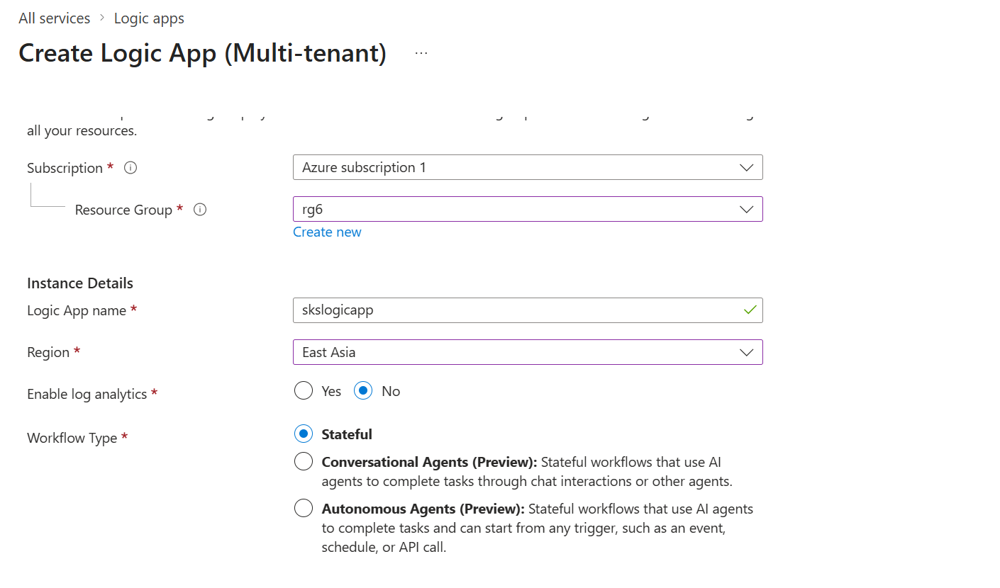 All services > Logic apps
Create Logic App (Multi-tenant) ...
all your resources.
Subscription *
Azure subscription 1
Resource Group *
rg6
Create new
Instance Details
Logic App name *
skslogicapp
Region *
East Asia
Enable log analytics *
Yes
No
Workflow Type *
Stateful
Conversational Agents (Preview): Stateful workflows that use AI
agents to complete tasks through chat interactions or other agents.
Autonomous Agents (Preview): Stateful workflows that use AI agents
to complete tasks and can start from any trigger, such as an event,
schedule, or API call.